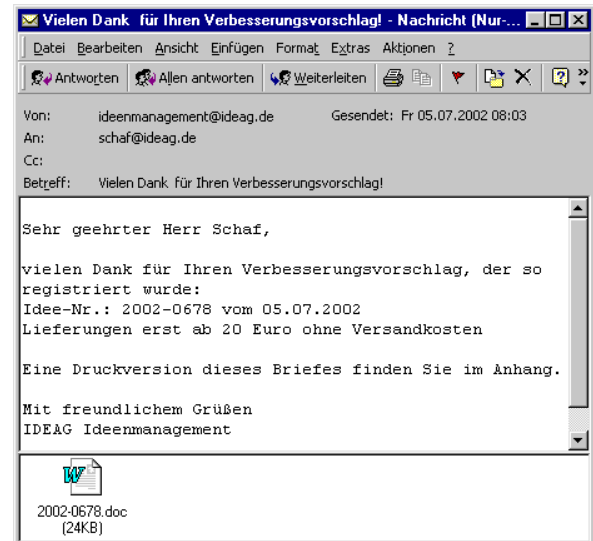 Vielen Dank  für Ihren Verbesserungsvorschlag! - Nachricht (Nur-...
Datei Bearbeiten Ansicht Einfügen Format Extras Aktionen ?
Antworten Allen antworten Weiterleiten
Von: ideenmanagement@ideag.de Gesendet: Fr 05.07.2002 08:03
An: schaf@ideag.de
Cc:
Betreff: Vielen Dank  für Ihren Verbesserungsvorschlag!
Sehr geehrter Herr Schaf,
vielen Dank für Ihren Verbesserungsvorschlag, der so
registriert wurde:
Idee-Nr.: 2002-0678 vom 05.07.2002
Lieferungen erst ab 20 Euro ohne Versandkosten
Eine Druckversion dieses Briefes finden Sie im Anhang.
Mit freundlichem Grüßen
IDEAG Ideenmanagement
2002-0678.doc
(24KB)